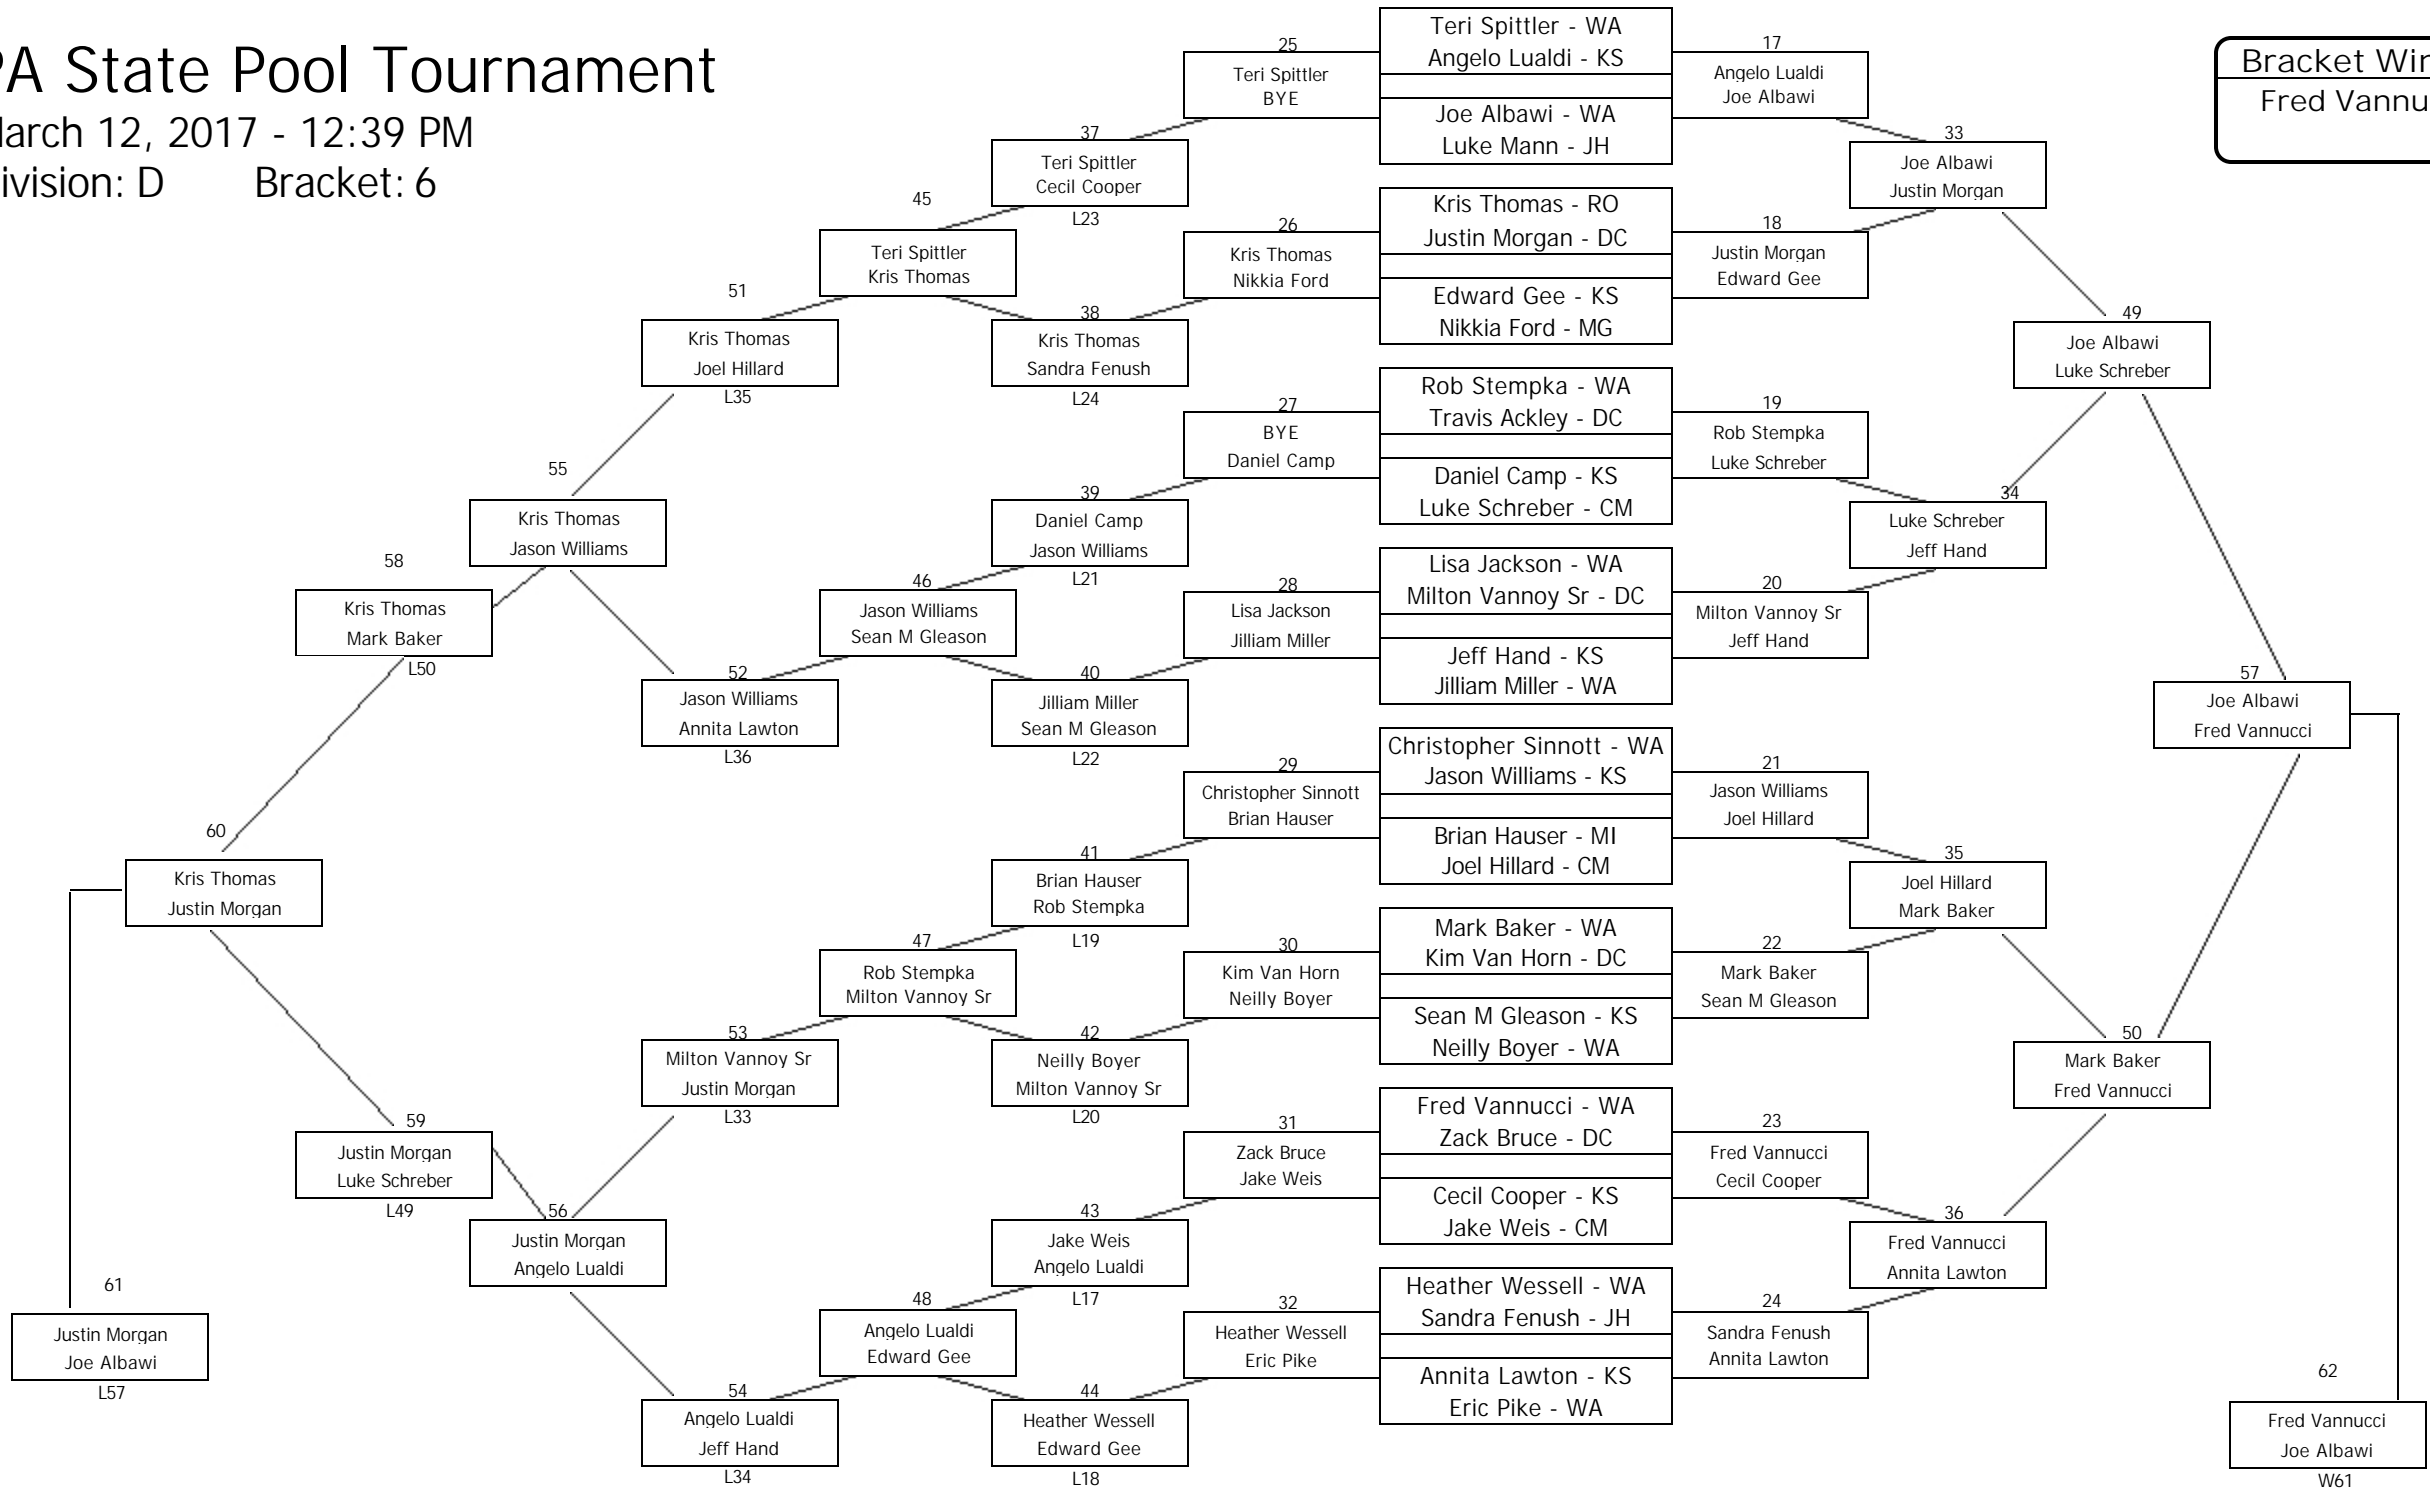 PA State Pool Tournament
March 12, 2017 - 12:39 PM
Division: D Bracket: 6
Bracket Win
Fred Vannu
25
Teri Spittler
BYE
37
Teri Spittler
Cecil Cooper
L23
45
Teri Spittler
Kris Thomas
26
Kris Thomas
Nikkia Ford
51
Kris Thomas
Joel Hillard
L35
38
Kris Thomas
Sandra Fenush
L24
27
BYE
Daniel Camp
55
Kris Thomas
Jason Williams
39
Daniel Camp
Jason Williams
L21
58
Kris Thomas
Mark Baker
L50
46
Jason Williams
Sean M Gleason
28
Lisa Jackson
Jilliam Miller
52
Jason Williams
Annita Lawton
L36
40
Jilliam Miller
Sean M Gleason
L22
29
Christopher Sinnott
Brian Hauser
60
Kris Thomas
Justin Morgan
41
Brian Hauser
Rob Stempka
L19
47
Rob Stempka
Milton Vannoy Sr
30
Kim Van Horn
Neilly Boyer
53
Milton Vannoy Sr
Justin Morgan
L33
42
Neilly Boyer
Milton Vannoy Sr
L20
59
Justin Morgan
Luke Schreber
L49
31
Zack Bruce
Jake Weis
56
Justin Morgan
Angelo Lualdi
43
Jake Weis
Angelo Lualdi
L17
61
Justin Morgan
Joe Albawi
L57
48
Angelo Lualdi
Edward Gee
32
Heather Wessell
Eric Pike
54
Angelo Lualdi
Jeff Hand
L34
44
Heather Wessell
Edward Gee
L18
Teri Spittler - WA
Angelo Lualdi - KS
Joe Albawi - WA
Luke Mann - JH
Kris Thomas - RO
Justin Morgan - DC
Edward Gee - KS
Nikkia Ford - MG
Rob Stempka - WA
Travis Ackley - DC
Daniel Camp - KS
Luke Schreber - CM
Lisa Jackson - WA
Milton Vannoy Sr - DC
Jeff Hand - KS
Jilliam Miller - WA
Christopher Sinnott - WA
Jason Williams - KS
Brian Hauser - MI
Joel Hillard - CM
Mark Baker - WA
Kim Van Horn - DC
Sean M Gleason - KS
Neilly Boyer - WA
Fred Vannucci - WA
Zack Bruce - DC
Cecil Cooper - KS
Jake Weis - CM
Heather Wessell - WA
Sandra Fenush - JH
Annita Lawton - KS
Eric Pike - WA
17
Angelo Lualdi
Joe Albawi
33
Joe Albawi
Justin Morgan
18
Justin Morgan
Edward Gee
49
Joe Albawi
Luke Schreber
19
Rob Stempka
Luke Schreber
34
Luke Schreber
Jeff Hand
20
Milton Vannoy Sr
Jeff Hand
57
Joe Albawi
Fred Vannucci
21
Jason Williams
Joel Hillard
35
Joel Hillard
Mark Baker
22
Mark Baker
Sean M Gleason
50
Mark Baker
Fred Vannucci
23
Fred Vannucci
Cecil Cooper
36
Fred Vannucci
Annita Lawton
24
Sandra Fenush
Annita Lawton
62
Fred Vannucci
Joe Albawi
W61